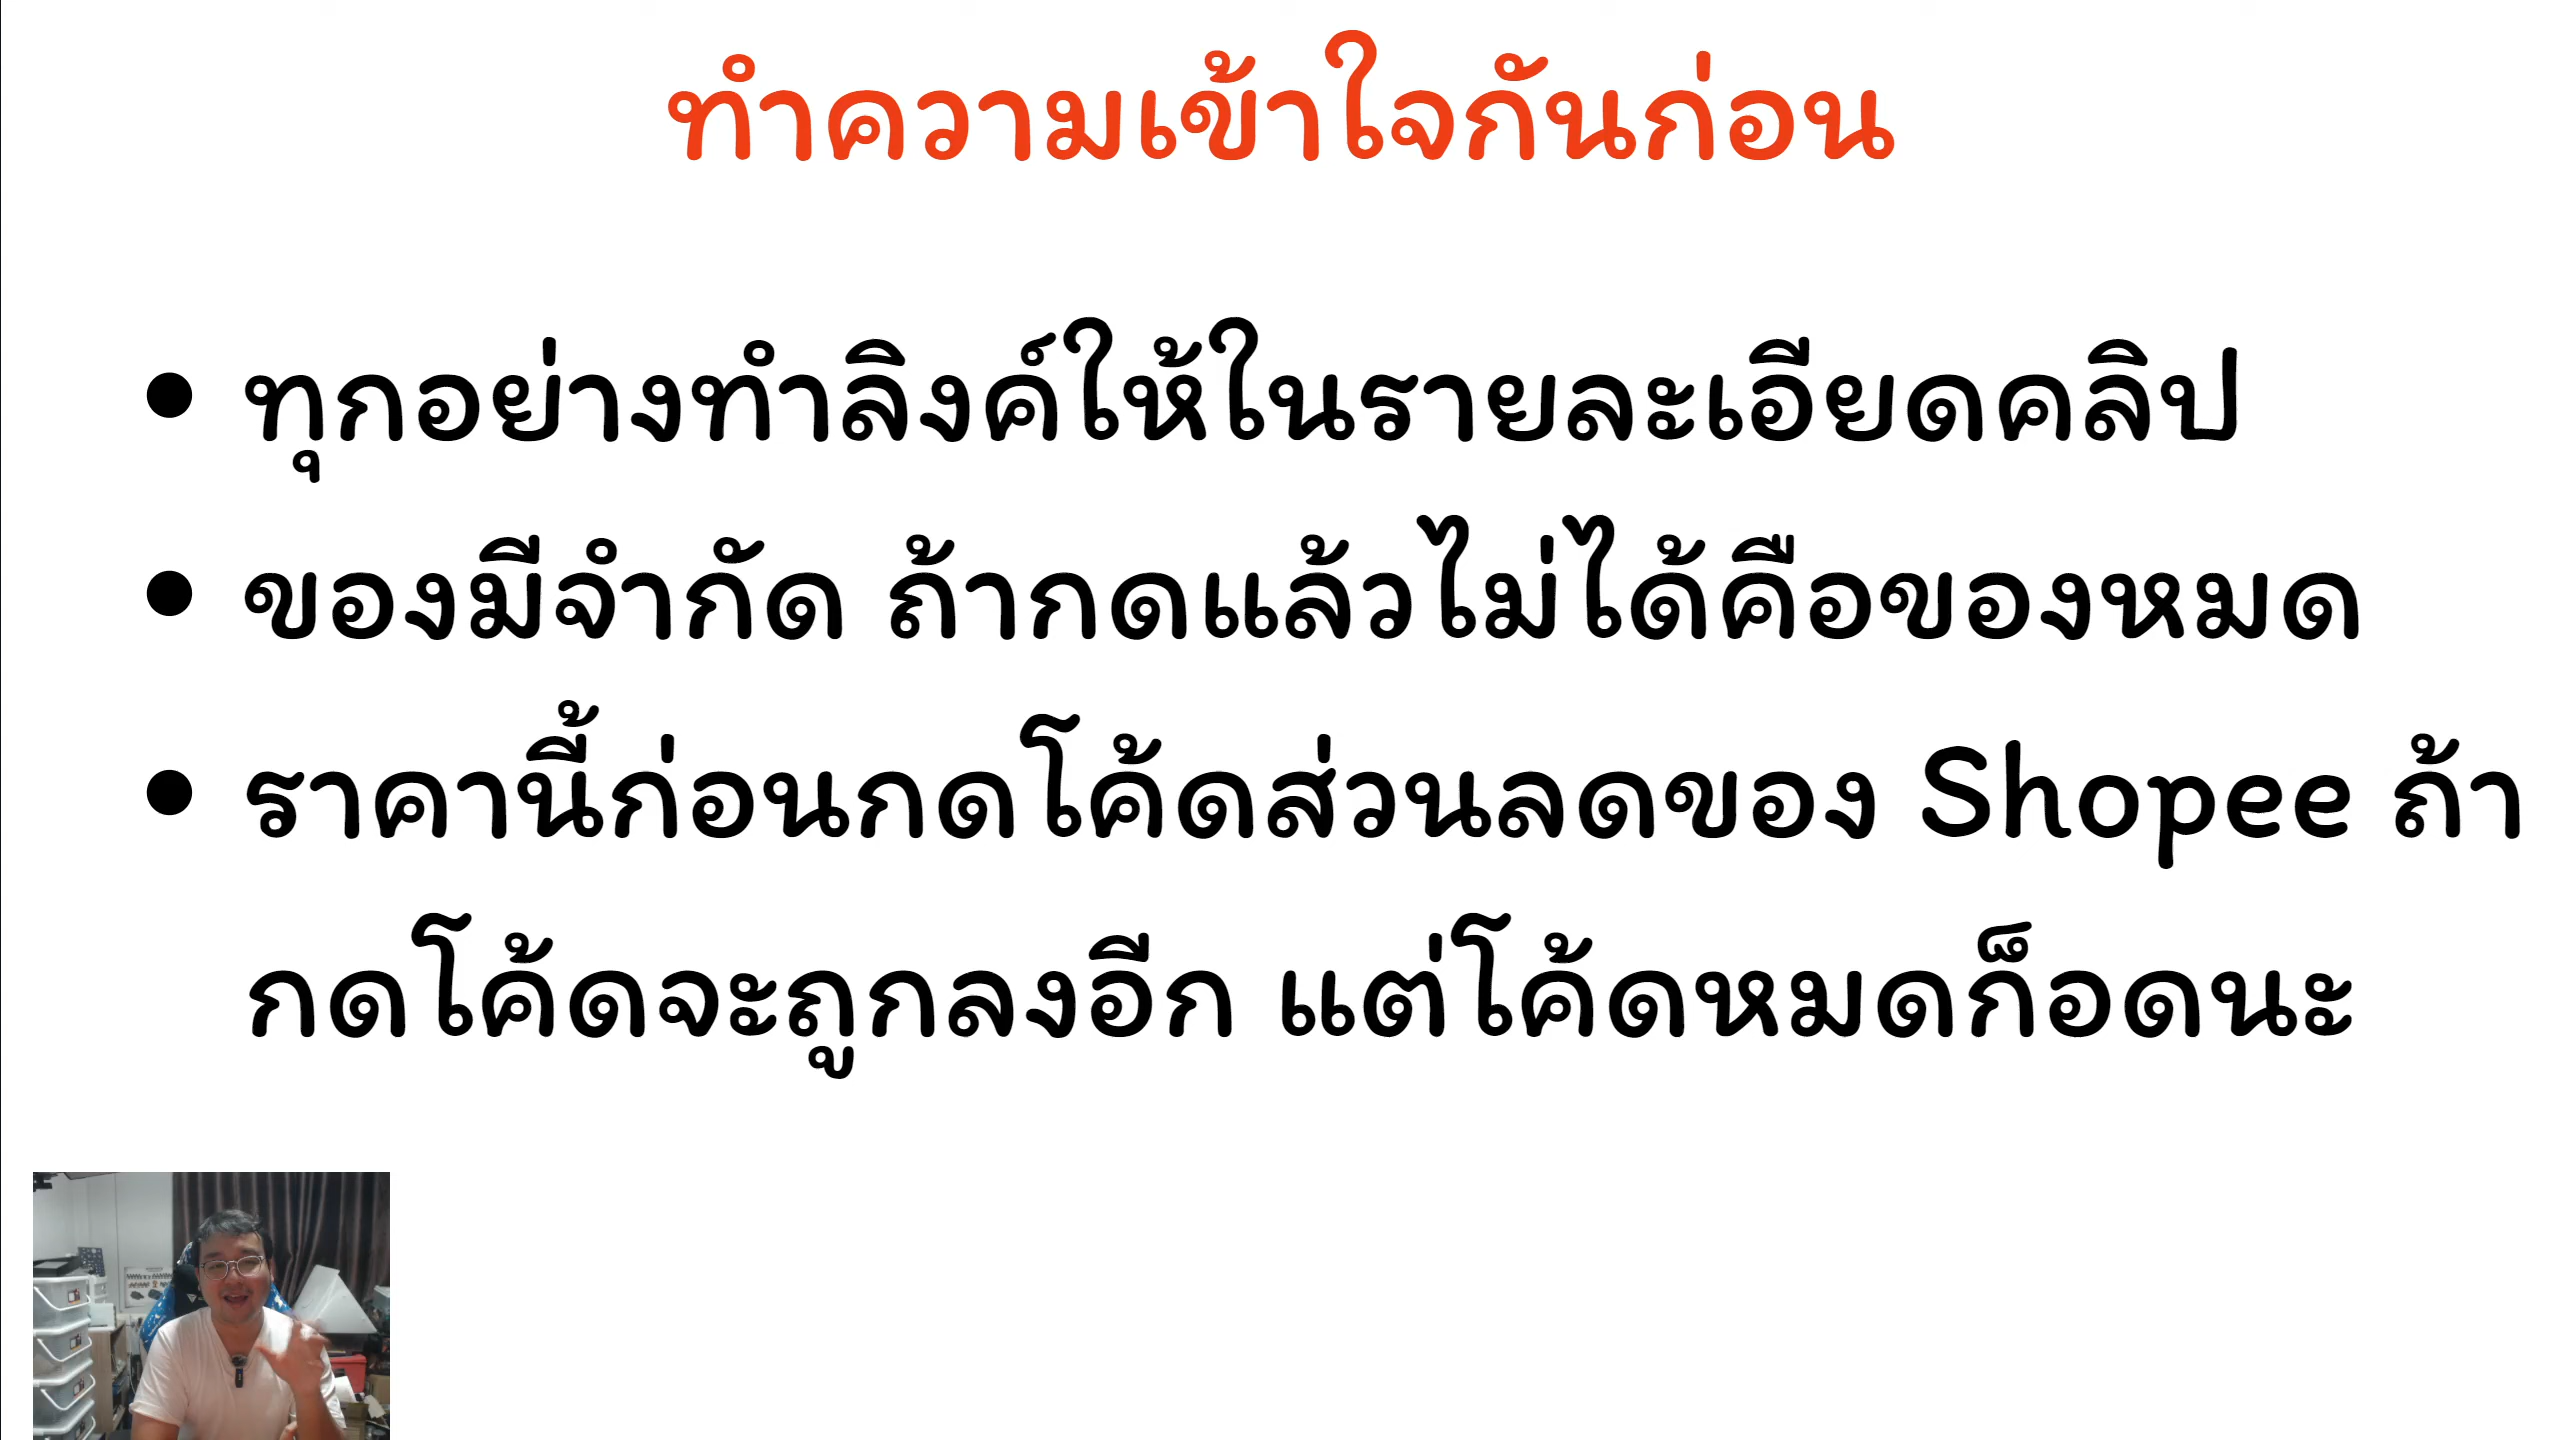 ทำความเข้าใจกันก่อน
• ทุกอย่างทำลิงค์ให้ในรายละเอียดคลิป
• ของมีจำกัด ถ้ากดแล้วไม่ได้คือของหมด
• ราคานี้ก่อนกดโค้ดส่วนลดของ Shopee ถ้า
กดโค้ดจะถูกลงอีก แต่โค้ดหมดก็อดนะ